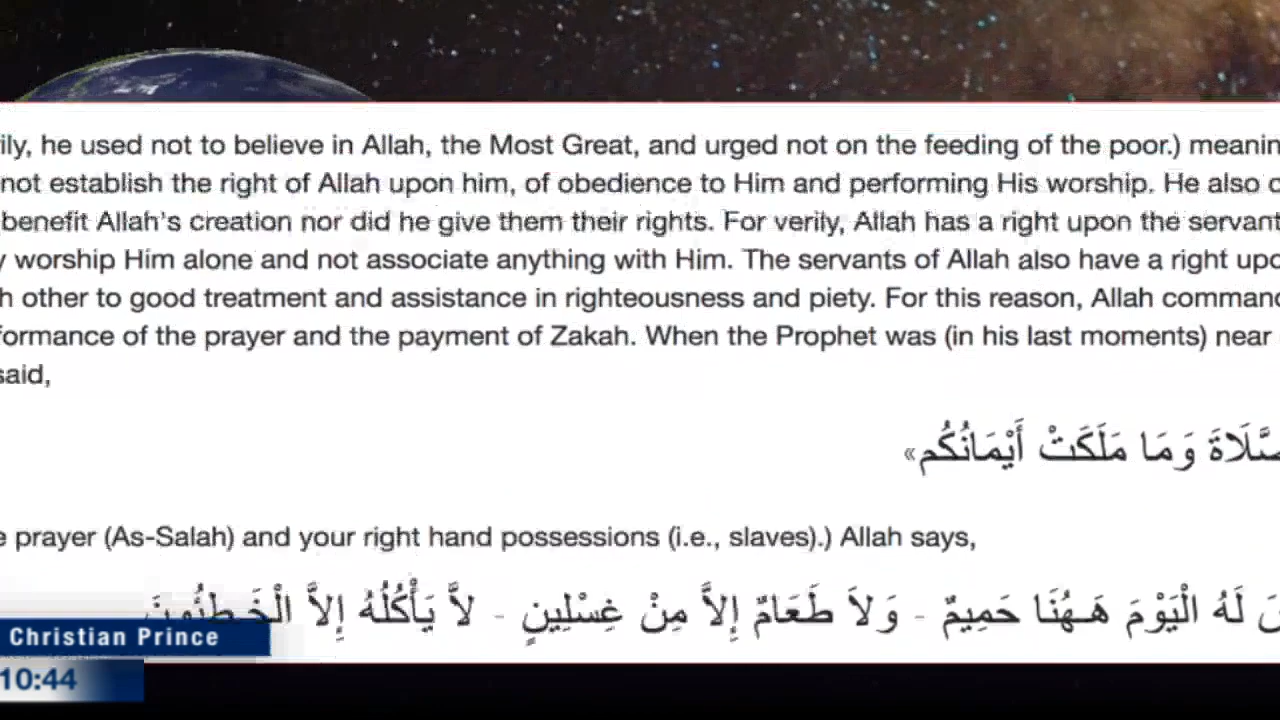 ily, he used not to believe in Allah, the Most Great, and urged not on the feeding of the poor.) meanin
not establish the right of Allah upon him, of obedience to Him and performing His worship. He also
benefit Allah's creation nor did he give them their rights. For verily, Allah has a right upon the servant
y worship Him alone and not associate anything with Him. The servants of Allah also have a right upo
h other to good treatment and assistance in righteousness and piety. For this reason, Allah comman
formance of the prayer and the payment of Zakah. When the Prophet was (in his last moments) near
said,
صَّلَاةَ وَمَا مَلَكَتْ أَيْمَانُكُم»
e prayer (As-Salah) and your right hand possessions (i.e., slaves).) Allah says,
سَ لَهُ الْيَوْمَ هَـهُنَا حَمِيمٌ - وَلاَ طَعَامٌ إِلاَّ مِنْ غِسْلِينٍ - لاَّ يَأْكُلُهُ إِلاَّ الْخَـطِئُونَ
Christian Prince
10:44